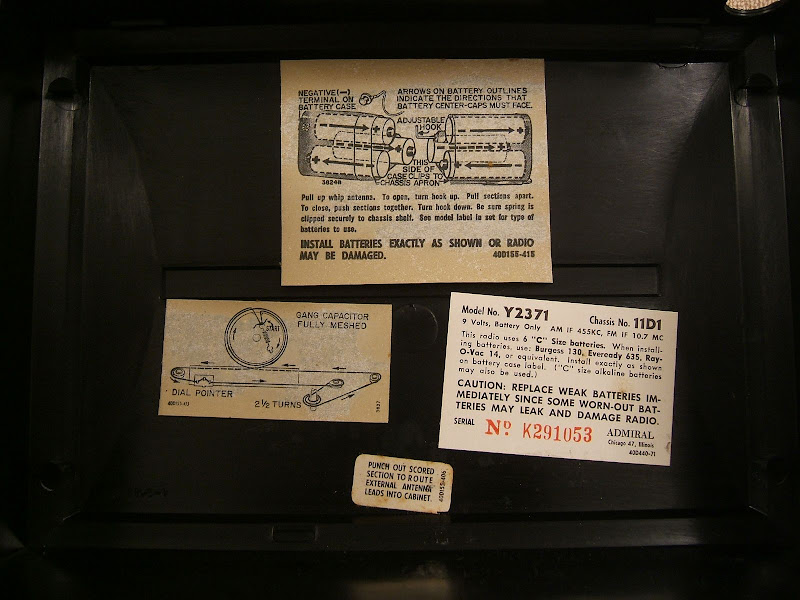 NEGATIVE (—)
TERMINAL ON
BATTERY CASE
ARROWS ON BATTERY OUTLINES
INDICATE THE DIRECTIONS THAT
BATTERY CENTER-CAPS MUST FACE.
ADJUSTABLE
HOOK
THIS
SIDE OF
CASE CLIPS TO
CHASSIS APRON
Pull up whip antenna. To open, turn hook up. Pull sections apart.
To close, push sections together. Turn hook down. Be sure spring is
clipped securely to chassis shelf. See model label in set for type of
batteries to use.
INSTALL BATTERIES EXACTLY AS SHOWN OR RADIO
MAY BE DAMAGED.
40D155-415
GANG CAPACITOR
FULLY MESHED
START
DIAL POINTER
2½ TURNS
Model No. Y2371 Chassis No. 11D1
9 Volts, Battery Only AM IF 455KC, FM IF 10.7 MC
This radio uses 6 "C" Size batteries. When install-
ing batteries, use: Burgess 130, Eveready 635, Ray-
O-Vac 14, or equivalent. Install exactly as shown
on battery case label. ("C" size alkaline batteries
may also be used.)
CAUTION: REPLACE WEAK BATTERIES IM-
MEDIATELY SINCE SOME WORN-OUT BAT-
TERIES MAY LEAK AND DAMAGE RADIO.
SERIAL Nº K291053 ADMIRAL
Chicago 47, Illinois
40D440-71
PUNCH OUT SCORED
SECTION TO ROUTE
EXTERNAL ANTENNA
LEADS INTO CABINET.
40D155-406